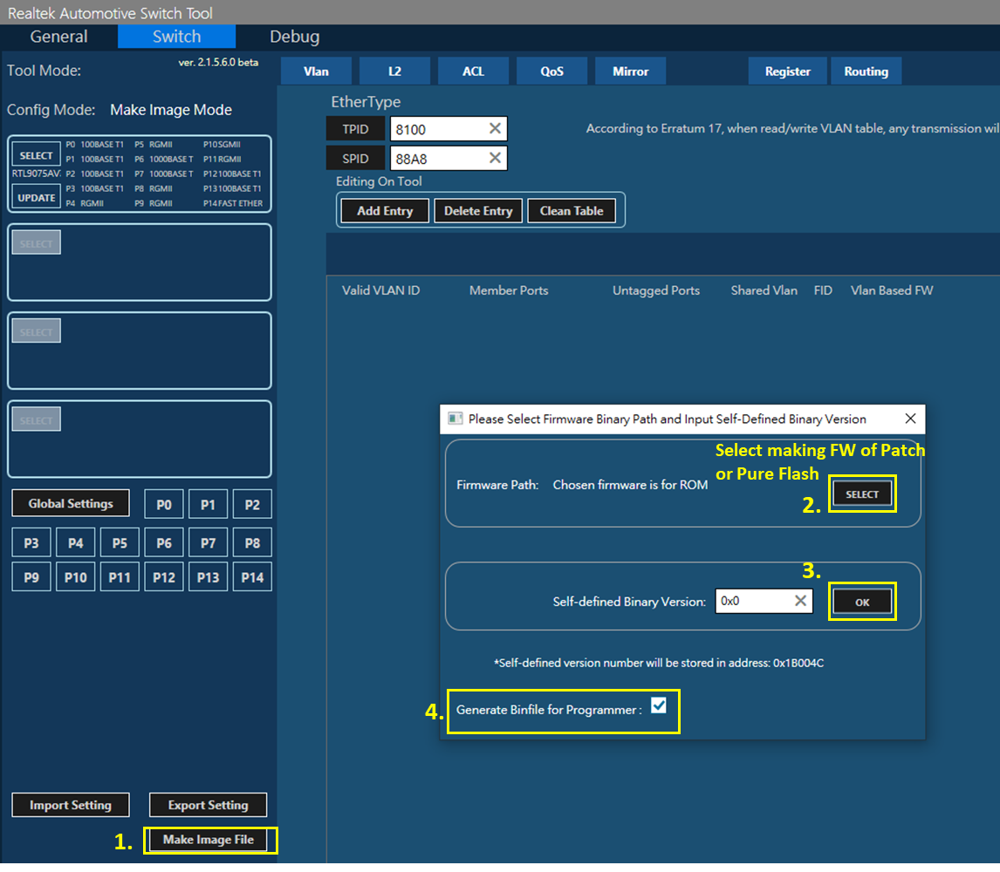 Realtek Automotive Switch Tool
General Switch Debug
Tool Mode: ver. 2.1.5.6.0 beta
Config Mode: Make Image Mode
SELECT
RTL9075AV
UPDATE
P0 100BASE T1 P5 RGMII P10SGMII
P1 100BASE T1 P6 1000BASE T P11RGMII
P2 100BASE T1 P7 1000BASE T P12100BASE T1
P3 100BASE T1 P8 RGMII P13100BASE T1
P4 RGMII P9 RGMII P14FAST ETHER
SELECT
SELECT
SELECT
Global Settings P0 P1 P2
P3 P4 P5 P6 P7 P8
P9 P10 P11 P12 P13 P14
Import Setting Export Setting
1. Make Image File
Vlan L2 ACL QoS Mirror Register Routing
EtherType
TPID 8100
SPID 88A8
According to Erratum 17, when read/write VLAN table, any transmission wil
Editing On Tool
Add Entry Delete Entry Clean Table
Valid VLAN ID Member Ports Untagged Ports Shared Vlan FID Vlan Based FW
Please Select Firmware Binary Path and Input Self-Defined Binary Version
Select making FW of Patch
or Pure Flash
Firmware Path: Chosen firmware is for ROM
2. SELECT
3.
Self-defined Binary Version: 0x0 OK
*Self-defined version number will be stored in address: 0x1B004C
4. Generate Binfile for Programmer :